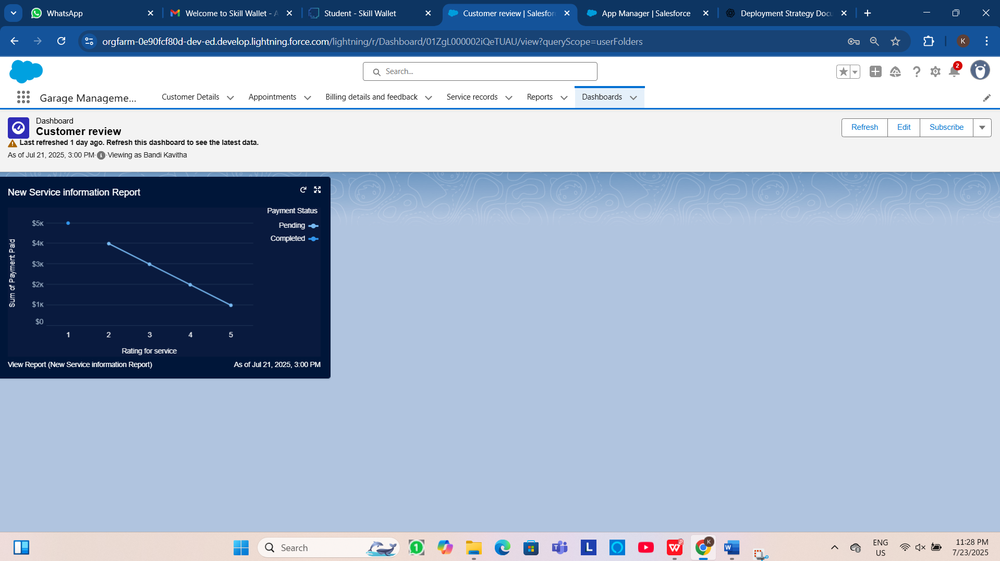 WhatsApp
Welcome to Skill Wallet - A
Student - Skill Wallet
Customer review | Salesfor
App Manager | Salesforce
Deployment Strategy Docu
orgfarm-0e90fcf80d-dev-ed.develop.lightning.force.com/lightning/r/Dashboard/01ZgL000002iQeTUAU/view?queryScope=userFolders
K
Search...
2
Garage Manageme...
Customer Details
Appointments
Billing details and feedback
Service records
Reports
Dashboards
Dashboard
Customer review
Last refreshed 1 day ago. Refresh this dashboard to see the latest data.
As of Jul 21, 2025, 3:00 PM·Viewing as Bandi Kavitha
Refresh
Edit
Subscribe
New Service information Report
Payment Status
Pending
Completed
Sum of Payment Paid
$5K
$4K
$3K
$2K
$1K
$0
1 2 3 4 5
Rating for service
View Report (New Service information Report)
As of Jul 21, 2025, 3:00 PM
Search
1
L
W
K
W
ENG
US
11:28 PM
7/23/2025